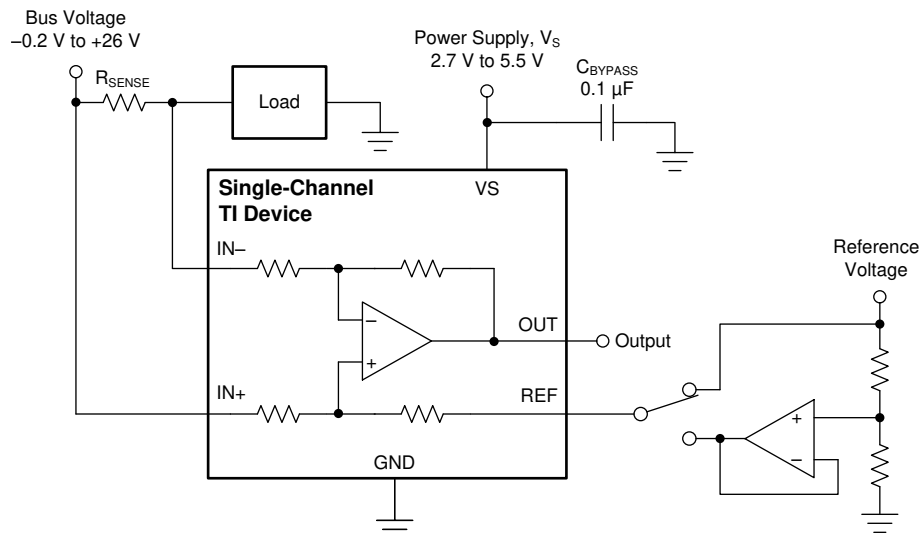 Bus Voltage
–0.2 V to +26 V
RSENSE
Load
Power Supply, VS
2.7 V to 5.5 V
CBYPASS
0.1 µF
Single-Channel
TI Device
VS
IN–
–
+
OUT
Output
IN+
REF
GND
Reference
Voltage
+
–